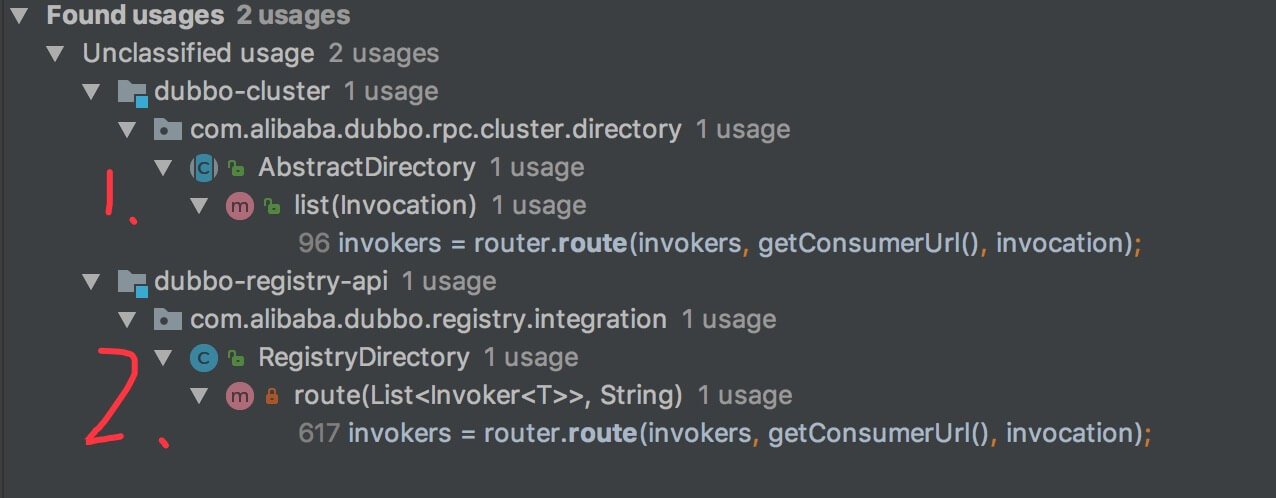 Found usages 2 usages
Unclassified usage 2 usages
dubbo-cluster 1 usage
com.alibaba.dubbo.rpc.cluster.directory 1 usage
C AbstractDirectory 1 usage
1.
m list(Invocation) 1 usage
96 invokers = router.route(invokers, getConsumerUrl(), invocation);
dubbo-registry-api 1 usage
com.alibaba.dubbo.registry.integration 1 usage
C RegistryDirectory 1 usage
2.
m route(List<Invoker<T>>, String) 1 usage
617 invokers = router.route(invokers, getConsumerUrl(), invocation);